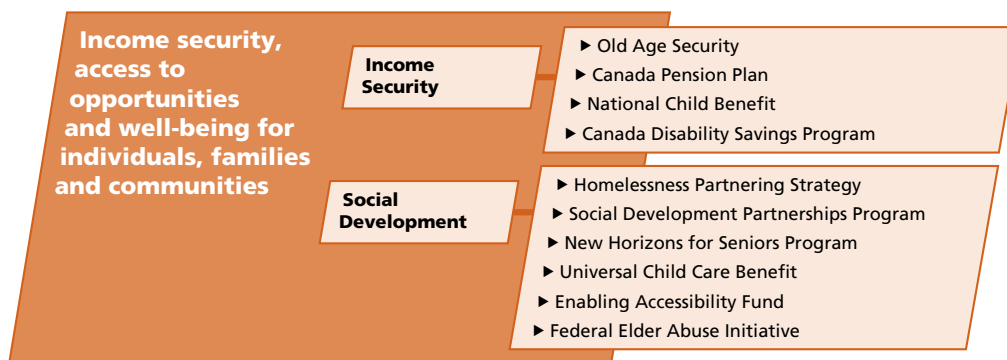 Income security,
access to
opportunities
and well-being for
individuals, families
and communities
Income
Security
▶ Old Age Security
▶ Canada Pension Plan
▶ National Child Benefit
▶ Canada Disability Savings Program
Social
Development
▶ Homelessness Partnering Strategy
▶ Social Development Partnerships Program
▶ New Horizons for Seniors Program
▶ Universal Child Care Benefit
▶ Enabling Accessibility Fund
▶ Federal Elder Abuse Initiative